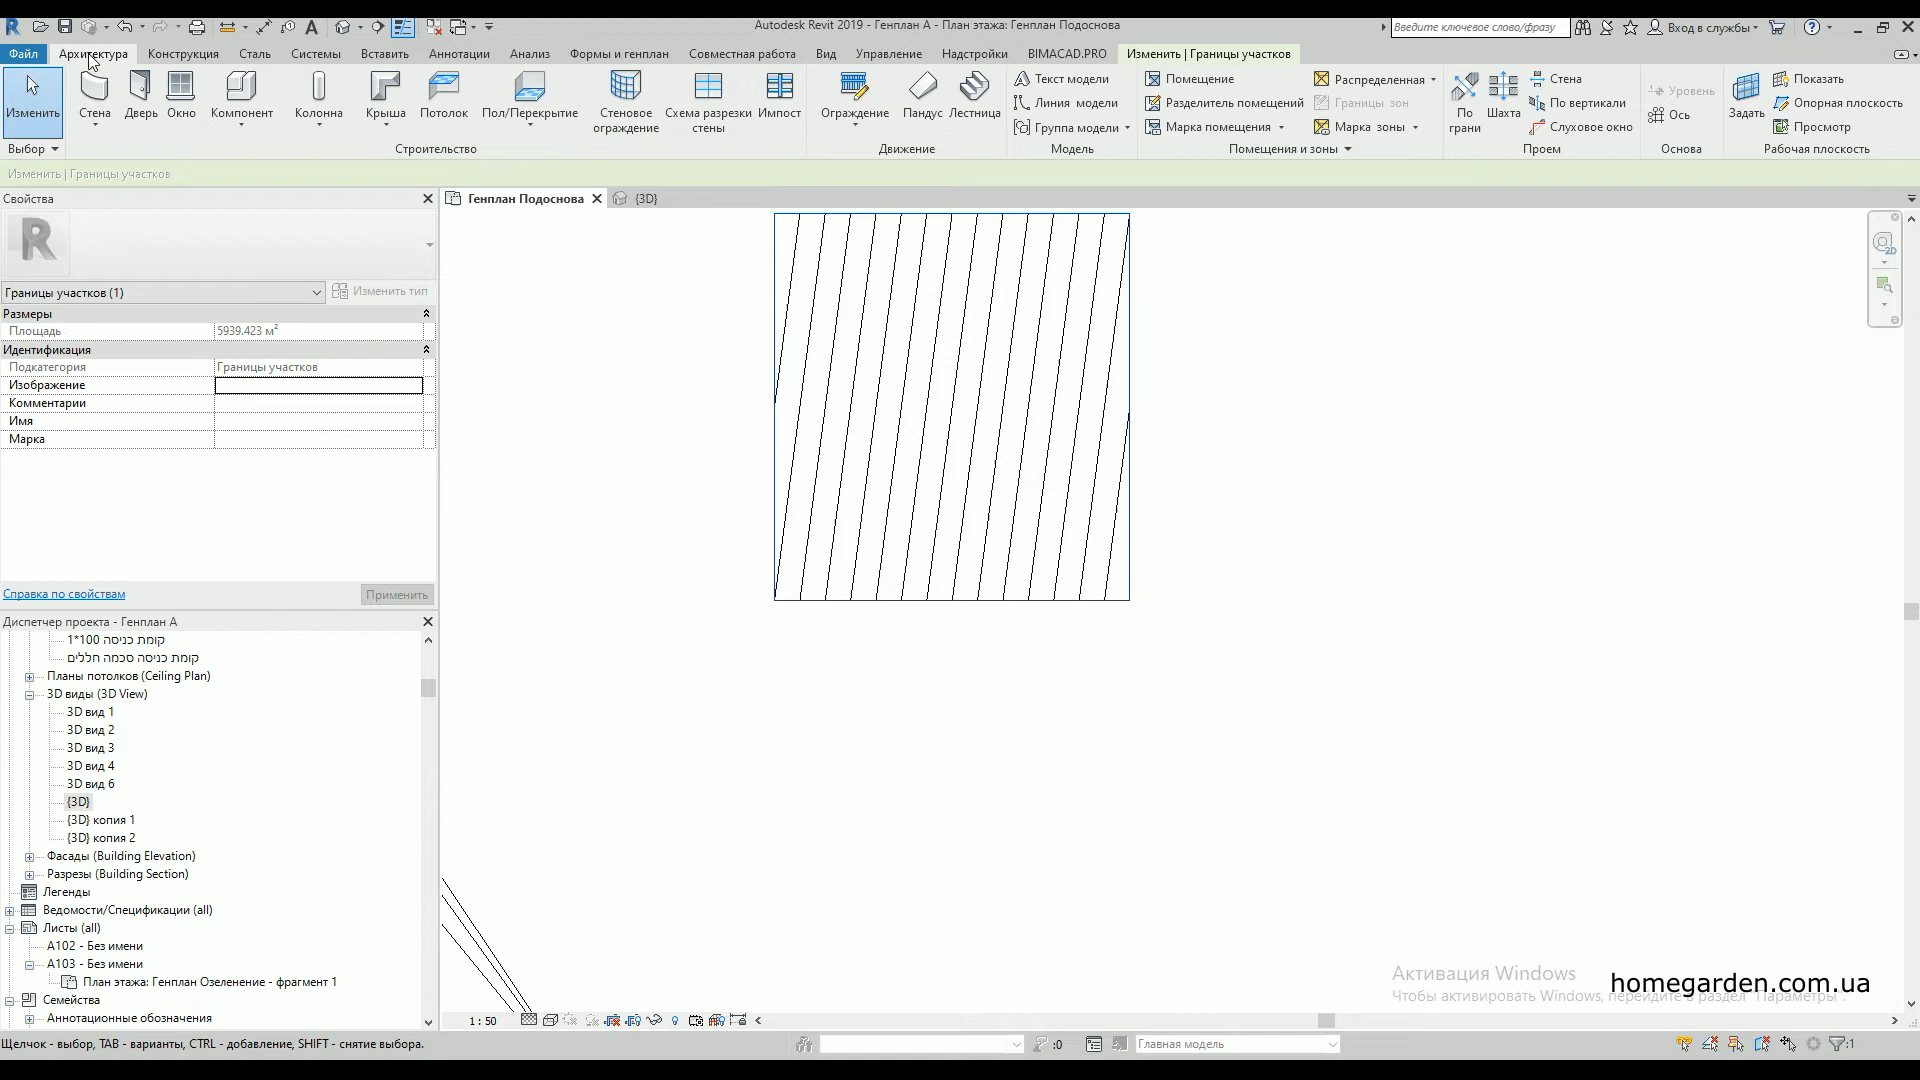 Autodesk Revit 2019 - Генплан А - План этажа: Генплан Подоснова
Введите ключевое слово/фразу
Вход в службы
Файл Архитектура Конструкция Сталь Системы Вставить Аннотации Анализ Формы и генплан Совместная работа Вид Управление Надстройки BIMACAD.PRO Изменить | Границы участков
Изменить
Стена
Дверь
Окно
Компонент
Колонна
Крыша
Потолок
Пол/Перекрытие
Стеновое ограждение
Схема разрезки стены
Импост
Ограждение
Пандус
Лестница
Текст модели
Линия модели
Группа модели
Помещение
Разделитель помещений
Марка помещения
Распределенная
Границы зон
Марка зоны
По грани
Шахта
Стена
По вертикали
Слуховое окно
Уровень
Ось
Задать
Показать
Опорная плоскость
Просмотр
Выбор Строительство Движение Модель Помещения и зоны Проем Основа Рабочая плоскость
Изменить | Границы участков
Свойства
Генплан Подоснова
{3D}
R
Границы участков (1)
Изменить тип
Размеры
Площадь 5939.423 м²
Идентификация
Подкатегория Границы участков
Изображение
Комментарии
Имя
Марка
Справка по свойствам
Применить
Диспетчер проекта - Генплан А
קומת כניסה 100*1
קומת כניסה סכמה חללים
Планы потолков (Ceiling Plan)
3D виды (3D View)
3D вид 1
3D вид 2
3D вид 3
3D вид 4
3D вид 6
{3D}
{3D} копия 1
{3D} копия 2
Фасады (Building Elevation)
Разрезы (Building Section)
Легенды
Ведомости/Спецификации (all)
Листы (all)
A102 - Без имени
A103 - Без имени
План этажа: Генплан Озеленение - фрагмент 1
Семейства
Аннотационные обозначения
2D
Активация Windows
Чтобы активировать Windows, перейдите в раздел "Параметры".
homegarden.com.ua
1 : 50
Щелчок - выбор, TAB - варианты, CTRL - добавление, SHIFT - снятие выбора.
:0
Главная модель
:1